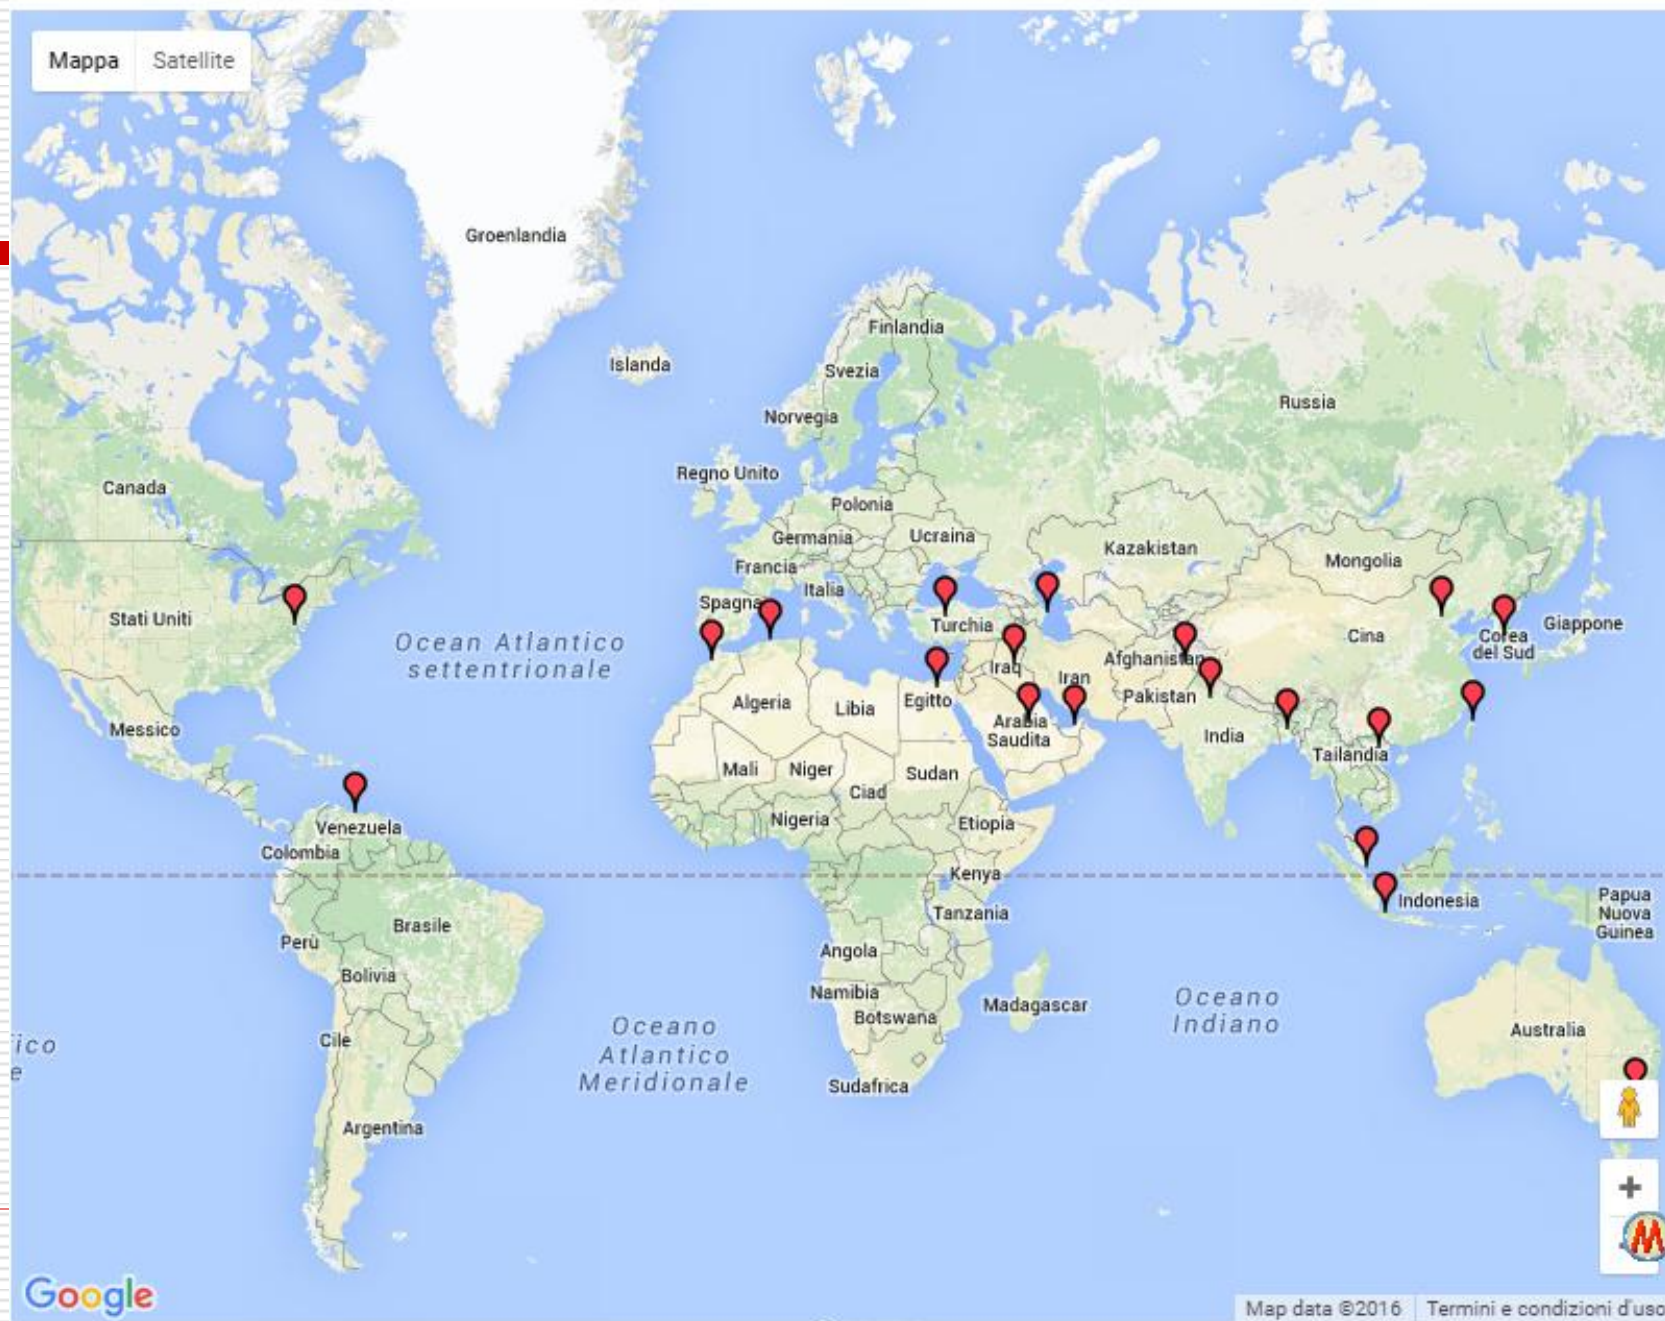 Mappa
Satellite
Groenlandia
Finlandia
Islanda
Svezia
Russia
Norvegia
Regno Unito
Canada
Polonia
Germania
Ucraina
Kazakistan
Mongolia
Francia
Italia
Spagna
Stati Uniti
Turchia
Cina
Corea
del Sud
Giappone
Ocean Atlantico
settentrionale
Iraq
Afghanistan
Iran
Algeria
Libia
Egitto
Pakistan
Messico
Arabia
Saudita
India
Tailandia
Mali
Niger
Sudan
Ciad
Nigeria
Etiopia
Venezuela
Colombia
Kenya
Indonesia
Papua
Nuova
Guinea
Brasile
Tanzania
Perù
Angola
Bolivia
Namibia
Madagascar
Botswana
Oceano
Indiano
Australia
Cile
ico
e
Oceano
Atlantico
Meridionale
Sudafrica
Argentina
Google
Map data ©2016
Termini e condizioni d'uso